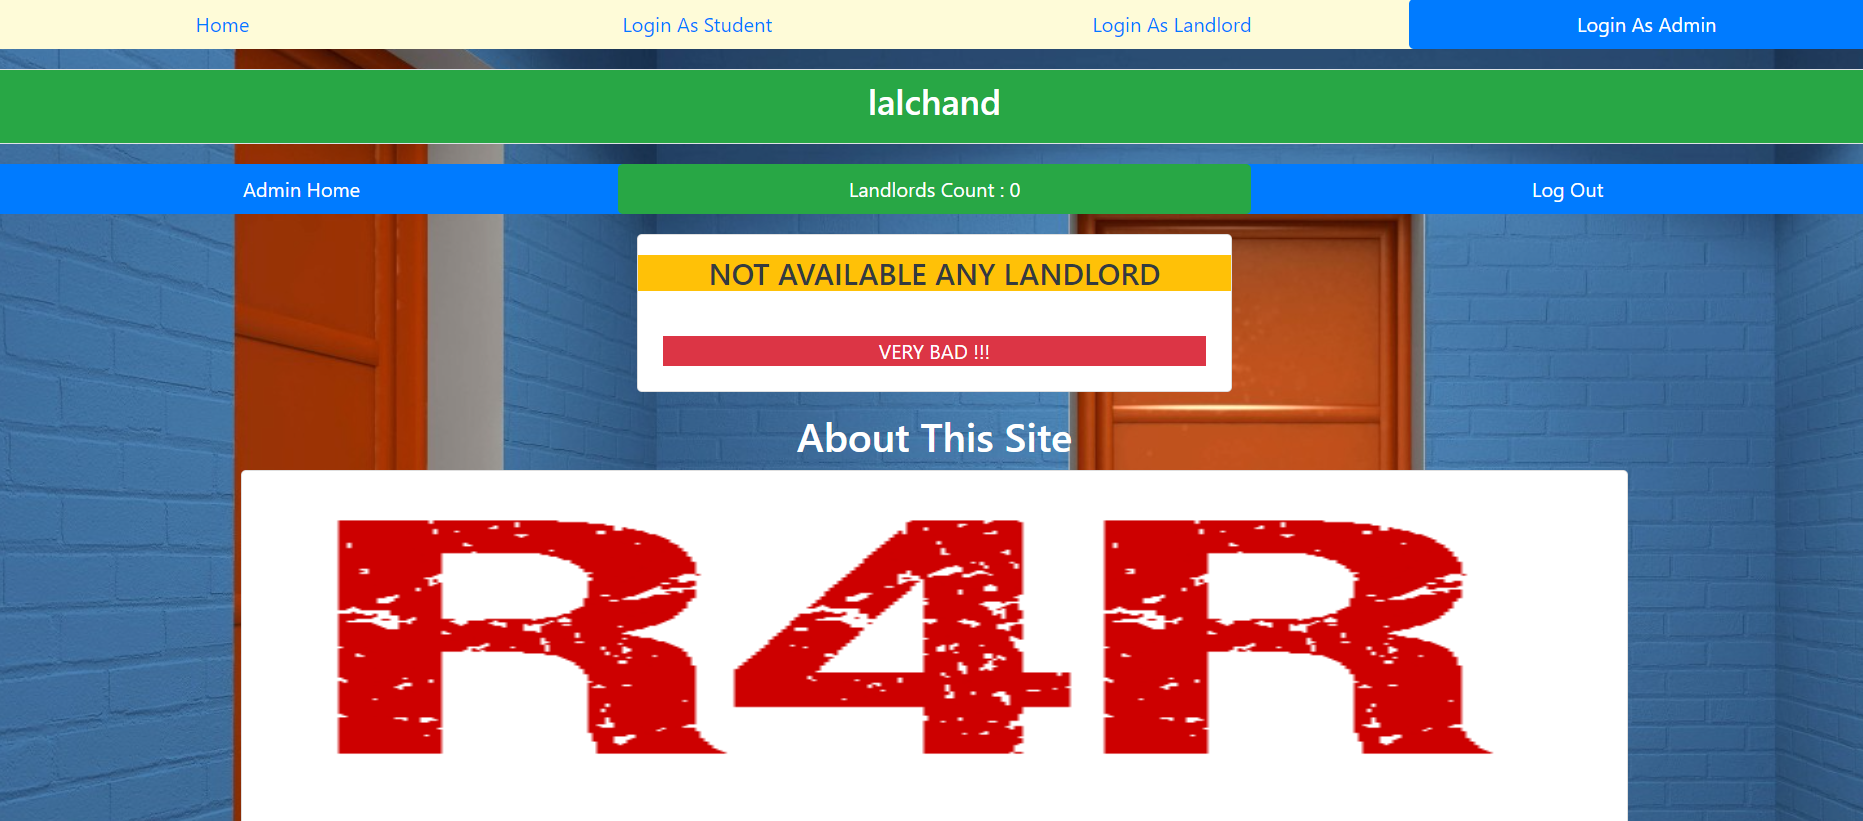 Home Login As Student Login As Landlord Login As Admin
lalchand
Admin Home Landlords Count : 0 Log Out
NOT AVAILABLE ANY LANDLORD
VERY BAD !!!
About This Site
R4R